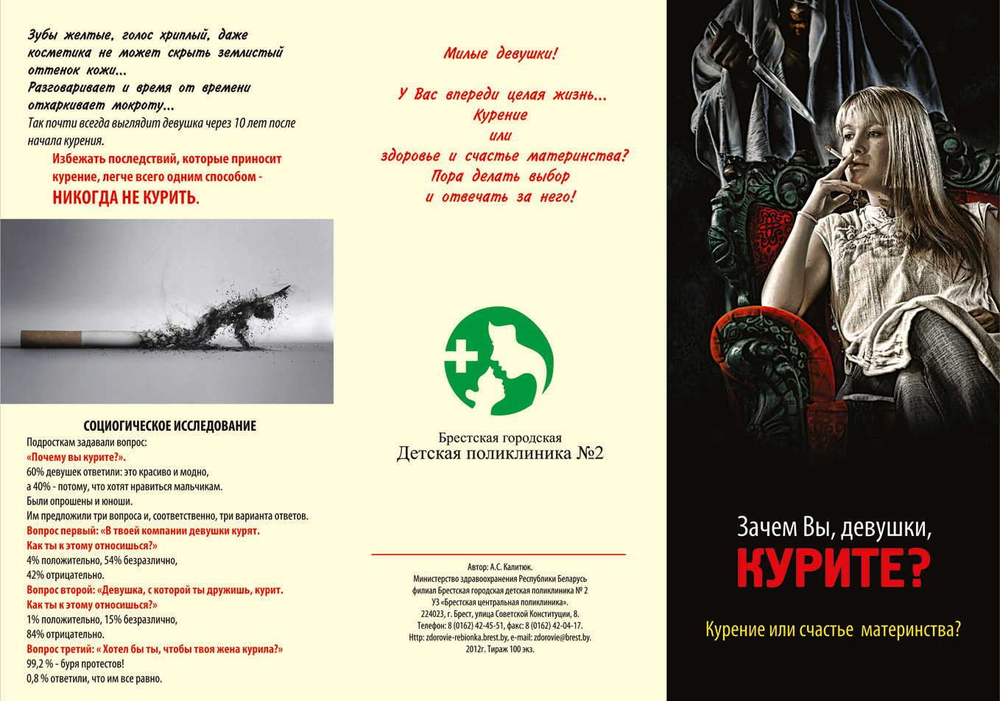 Зубы желтые, голос хриплый, даже
косметика не может скрыть землистый
оттенок кожи...
Разговаривает и время от времени
отхаркивает мокроту...
Так почти всегда выглядит девушка через 10 лет после
начала курения.
Избежать последствий, которые приносит
курение, легче всего одним способом -
НИКОГДА НЕ КУРИТЬ.
СОЦИОГИЧЕСКОЕ ИССЛЕДОВАНИЕ
Подросткам задавали вопрос:
«Почему вы курите?».
60% девушек ответили: это красиво и модно,
а 40% - потому, что хотят нравиться мальчикам.
Были опрошены и юноши.
Им предложили три вопроса и, соответственно, три варианта ответов.
Вопрос первый: «В твоей компании девушки курят.
Как ты к этому относишься?»
4% положительно, 54% безразлично,
42% отрицательно.
Вопрос второй: «Девушка, с которой ты дружишь, курит.
Как ты к этому относишься?»
1% положительно, 15% безразлично,
84% отрицательно.
Вопрос третий: « Хотел бы ты, чтобы твоя жена курила?»
99,2 % - буря протестов!
0,8 % ответили, что им все равно.
Милые девушки!
У Вас впереди целая жизнь...
Курение
или
здоровье и счастье материнства?
Пора делать выбор
и отвечать за него!
Брестская городская
Детская поликлиника №2
Автор: А.С. Калитюк.
Министерство здравоохранения Республики Беларусь
филиал Брестская городская детская поликлиника № 2
УЗ «Брестская центральная поликлиника».
224023, г. Брест, улица Советской Конституции, 8.
Телефон: 8 (0162) 42-45-51, факс: 8 (0162) 42-04-17.
Http: zdorovie-rebionka.brest.by, e-mail: zdorovie@brest.by.
2012г. Тираж 100 экз.
Зачем Вы, девушки,
КУРИТЕ?
Курение или счастье материнства?